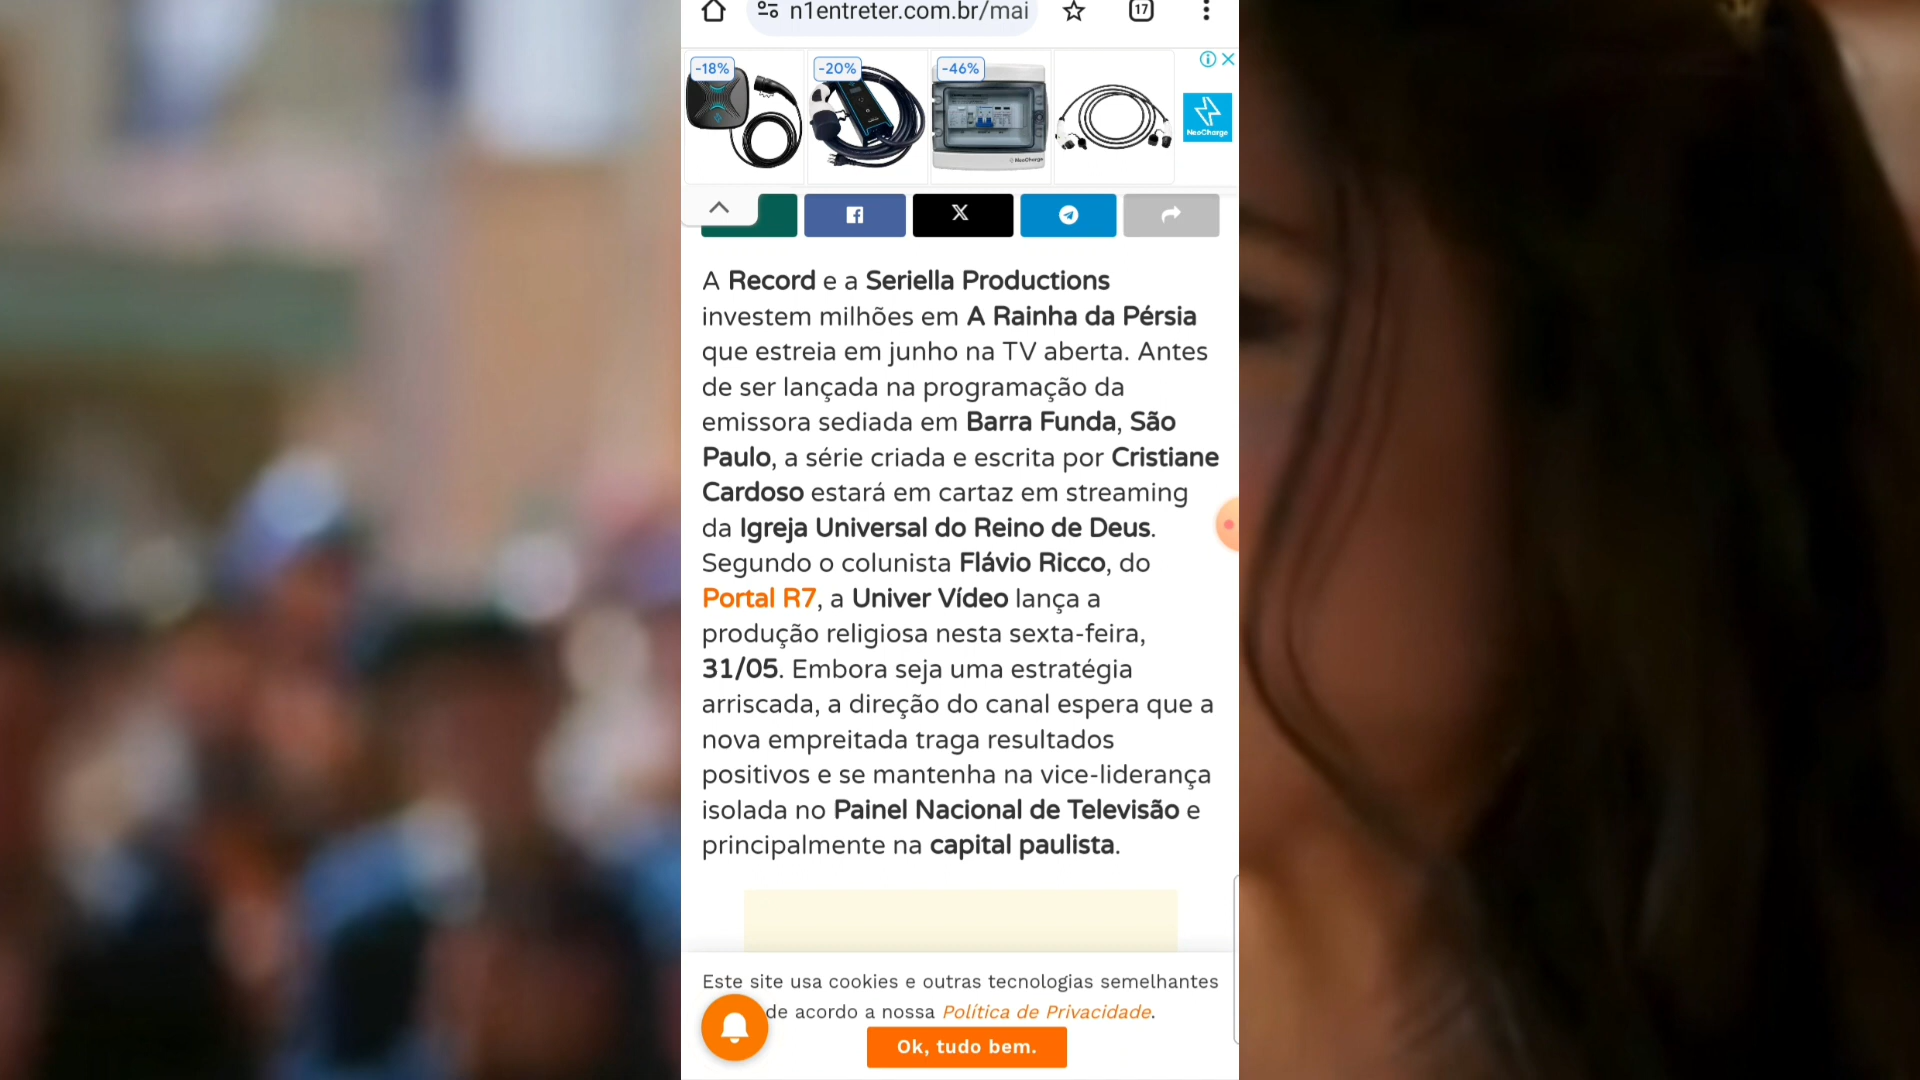 n1entreter.com.br/mai
17
-18%
-20%
-46%
NeoCharge
NeoCharge
A Record e a Seriella Productions
investem milhões em A Rainha da Pérsia
que estreia em junho na TV aberta. Antes
de ser lançada na programação da
emissora sediada em Barra Funda, São
Paulo, a série criada e escrita por Cristiane
Cardoso estará em cartaz em streaming
da Igreja Universal do Reino de Deus.
Segundo o colunista Flávio Ricco, do
Portal R7, a Univer Vídeo lança a
produção religiosa nesta sexta-feira,
31/05. Embora seja uma estratégia
arriscada, a direção do canal espera que a
nova empreitada traga resultados
positivos e se mantenha na vice-liderança
isolada no Painel Nacional de Televisão e
principalmente na capital paulista.
Este site usa cookies e outras tecnologias semelhantes
de acordo a nossa Política de Privacidade.
Ok, tudo bem.